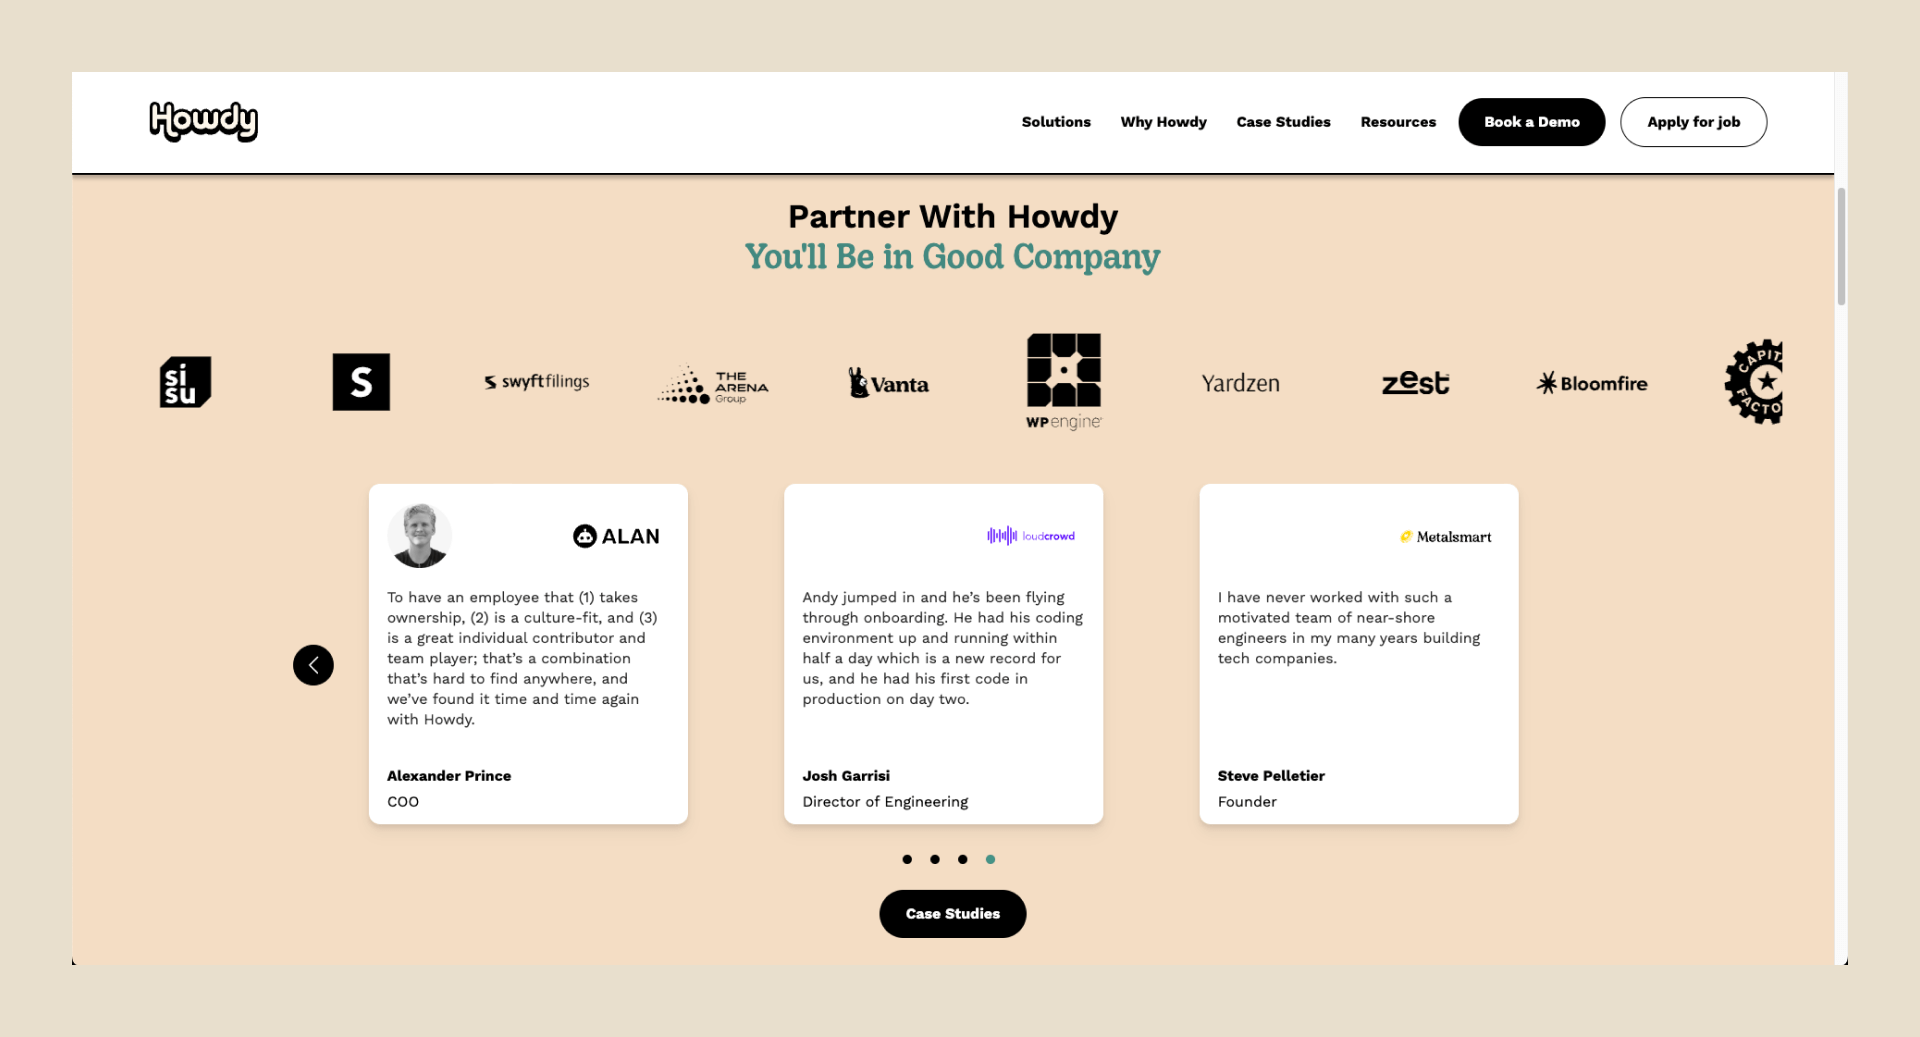 Howdy
Solutions
Why Howdy
Case Studies
Resources
Book a Demo
Apply for job
Partner With Howdy
You'll Be in Good Company
si
su
S
swyftfilings
THE
ARENA
Group
Vanta
WPengine
Yardzen
zest
Bloomfire
CAPIT
FACTO
ALAN
To have an employee that (1) takes
ownership, (2) is a culture-fit, and (3)
is a great individual contributor and
team player; that’s a combination
that’s hard to find anywhere, and
we’ve found it time and time again
with Howdy.
Alexander Prince
COO
loudcrowd
Andy jumped in and he’s been flying
through onboarding. He had his coding
environment up and running within
half a day which is a new record for
us, and he had his first code in
production on day two.
Josh Garrisi
Director of Engineering
Metalsmart
I have never worked with such a
motivated team of near-shore
engineers in my many years building
tech companies.
Steve Pelletier
Founder
Case Studies